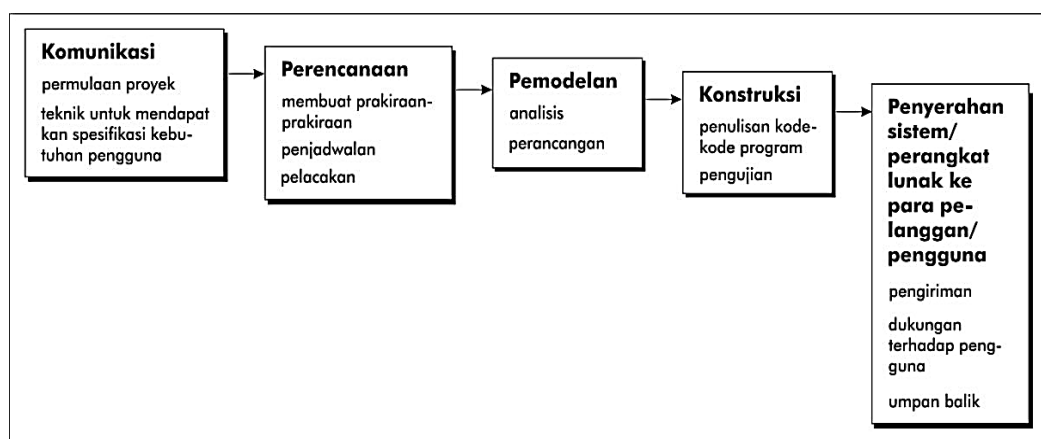 Komunikasi
permulaan proyek
teknik untuk mendapat
kan spesifikasi kebu-
tuhan pengguna
Perencanaan
membuat prakiraan-
prakiraan
penjadwalan
pelacakan
Pemodelan
analisis
perancangan
Konstruksi
penulisan kode-
kode program
pengujian
Penyerahan
sistem/
perangkat
lunak ke
para pe-
langgan/
pengguna
pengiriman
dukungan
terhadap peng-
guna
umpan balik